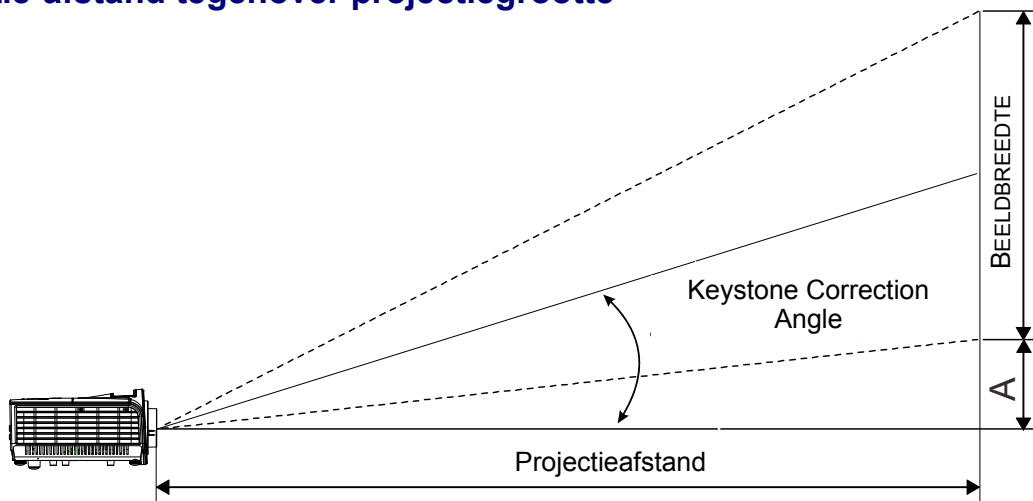 afstand tegenover projectiegrootte
BEELDBREEDTE
Keystone Correction
Angle
A
Projectieafstand